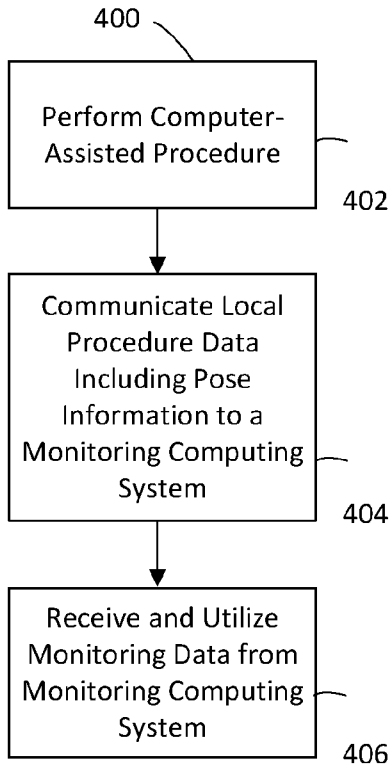 400
Perform Computer-
Assisted Procedure
402
Communicate Local
Procedure Data
Including Pose
Information to a
Monitoring Computing
System
404
Receive and Utilize
Monitoring Data from
Monitoring Computing
System
406